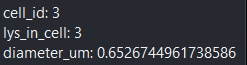 cell_id: 3
lys_in_cell: 3
diameter_um: 0.6526744961738586